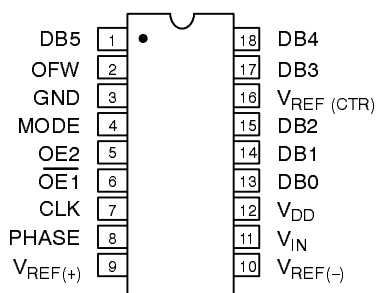 DB5 1 18 DB4
OFW 2 17 DB3
GND 3 16 VREF (CTR)
MODE 4 15 DB2
OE2 5 14 DB1
O͞E͞1͞ 6 13 DB0
CLK 7 12 VDD
PHASE 8 11 VIN
VREF(+) 9 10 VREF(–)